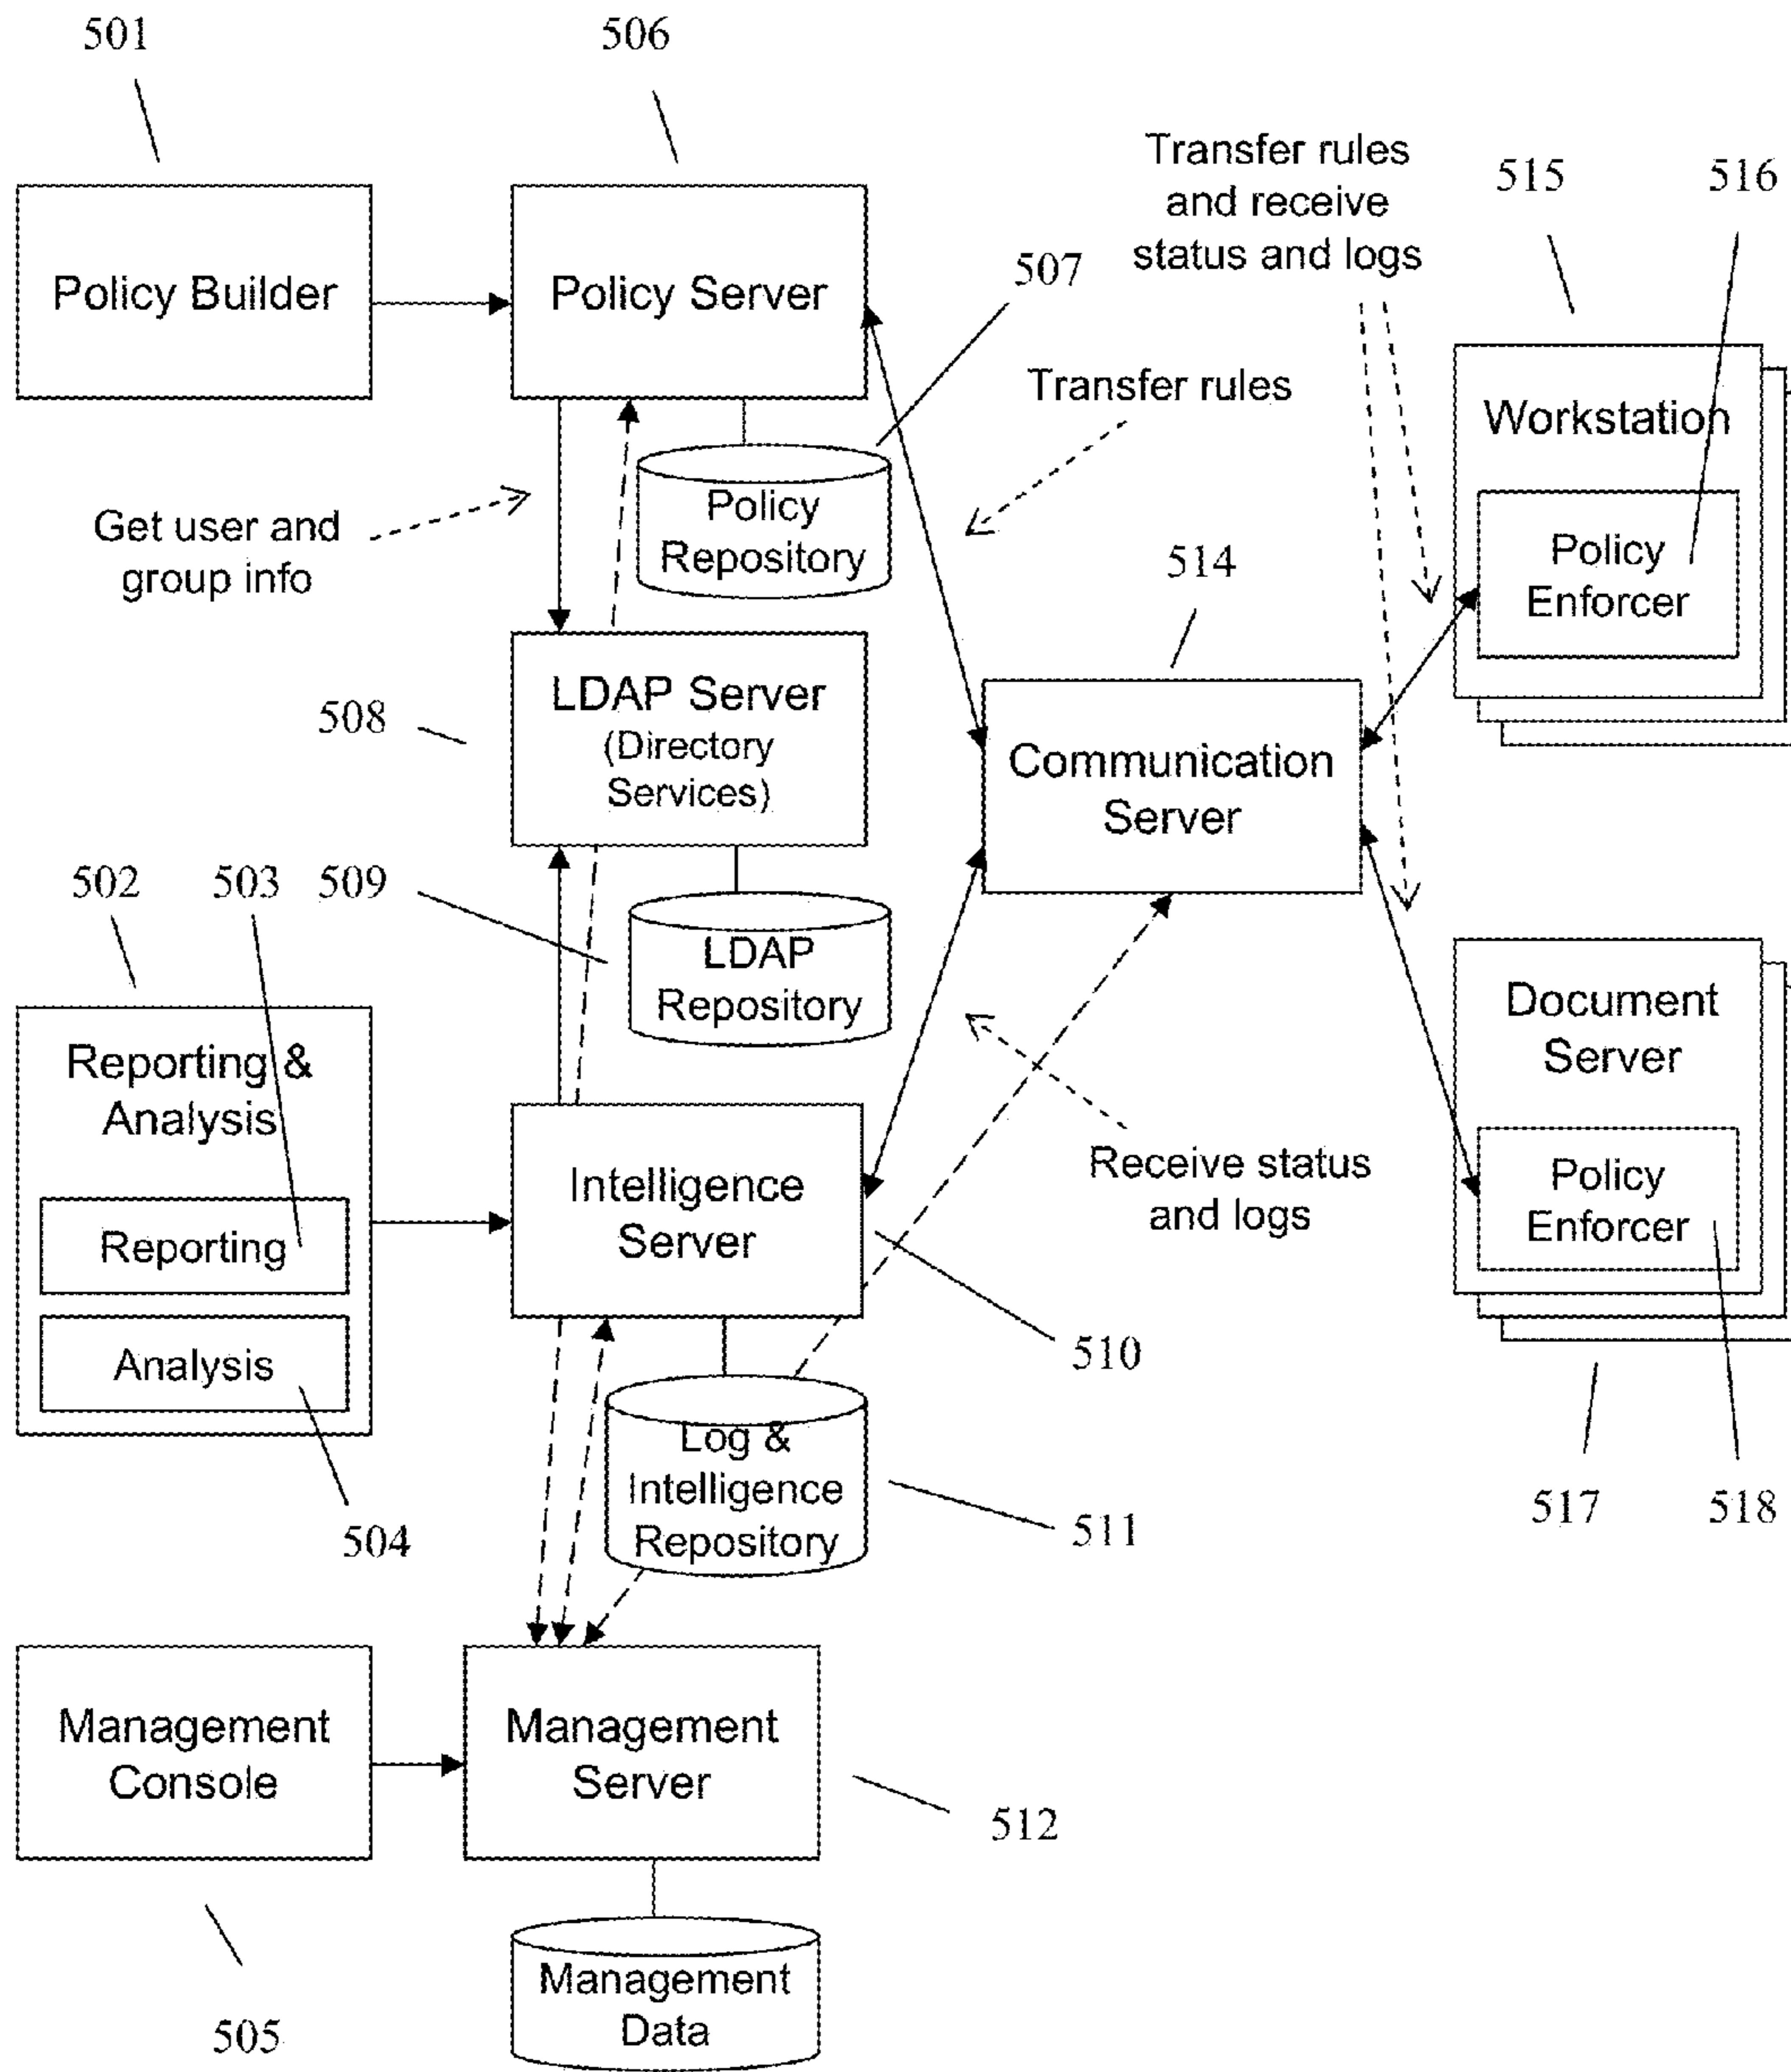 501
506
Transfer rules
and receive
status and logs
515
516
Policy Builder
Policy Server
507
Transfer rules
Workstation
Policy
Enforcer
Get user and
group info
Policy
Repository
514
508
LDAP Server
(Directory
Services)
Communication
Server
502
503
509
LDAP
Repository
Reporting &
Analysis
Reporting
Analysis
504
Intelligence
Server
Receive status
and logs
Document
Server
Policy
Enforcer
510
Log &
Intelligence
Repository
511
517
518
Management
Console
Management
Server
512
505
Management
Data